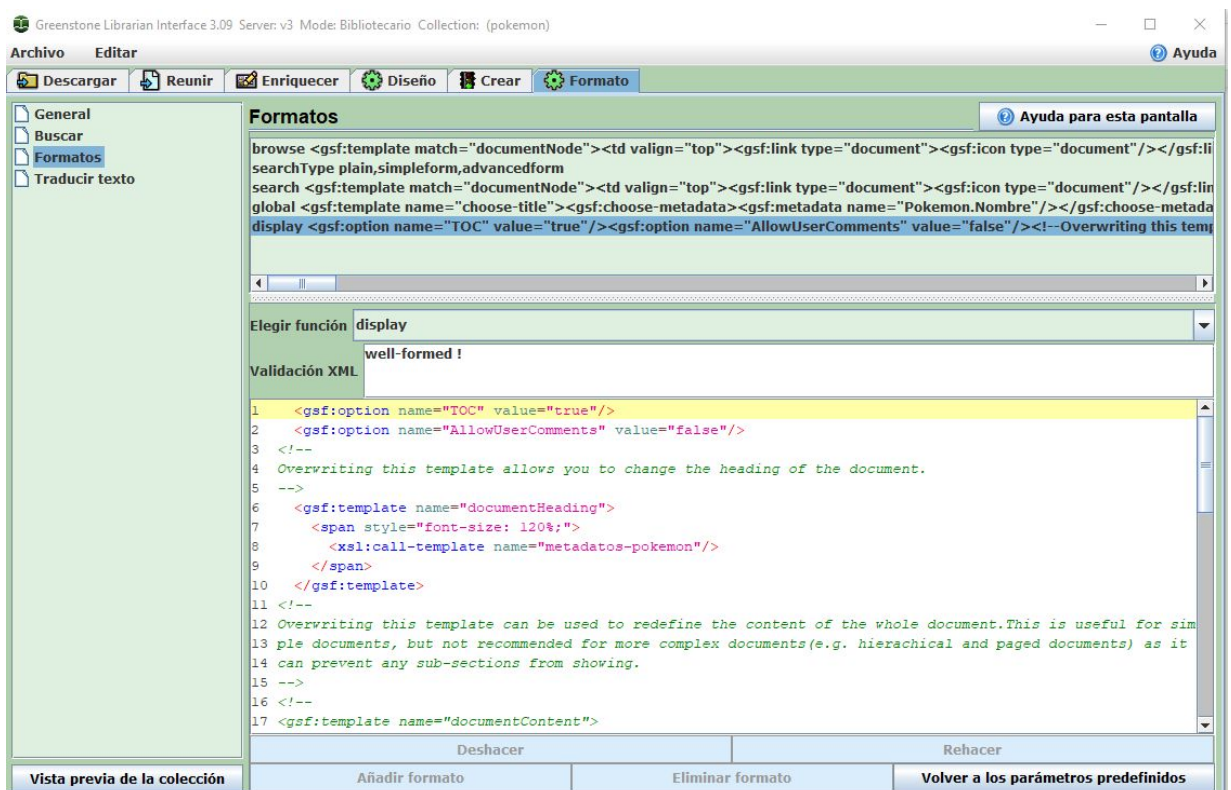 Greenstone Librarian Interface 3.09 Server: v3 Mode: Bibliotecario Collection: (pokemon)
Archivo Editar Ayuda
Descargar Reunir Enriquecer Diseño Crear Formato
General
Buscar
Formatos
Traducir texto
Formatos Ayuda para esta pantalla
browse <gsf:template match="documentNode"><td valign="top"><gsf:link type="document"><gsf:icon type="document"/></gsf:li
searchType plain,simpleform,advancedform
search <gsf:template match="documentNode"><td valign="top"><gsf:link type="document"><gsf:icon type="document"/></gsf:lin
global <gsf:template name="choose-title"><gsf:choose-metadata><gsf:metadata name="Pokemon.Nombre"/></gsf:choose-metada
display <gsf:option name="TOC" value="true"/><gsf:option name="AllowUserComments" value="false"/><!--Overwriting this temp
Elegir función display
Validación XML well-formed !
1 <gsf:option name="TOC" value="true"/>
2 <gsf:option name="AllowUserComments" value="false"/>
3 <!--
4 Overwriting this template allows you to change the heading of the document.
5 -->
6 <gsf:template name="documentHeading">
7 <span style="font-size: 120%;">
8 <xsl:call-template name="metadatos-pokemon"/>
9 </span>
10 </gsf:template>
11 <!--
12 Overwriting this template can be used to redefine the content of the whole document.This is useful for sim
13 ple documents, but not recommended for more complex documents(e.g. hierachical and paged documents) as it
14 can prevent any sub-sections from showing.
15 -->
16 <!--
17 <gsf:template name="documentContent">
Deshacer Rehacer
Vista previa de la colección Añadir formato Eliminar formato Volver a los parámetros predefinidos